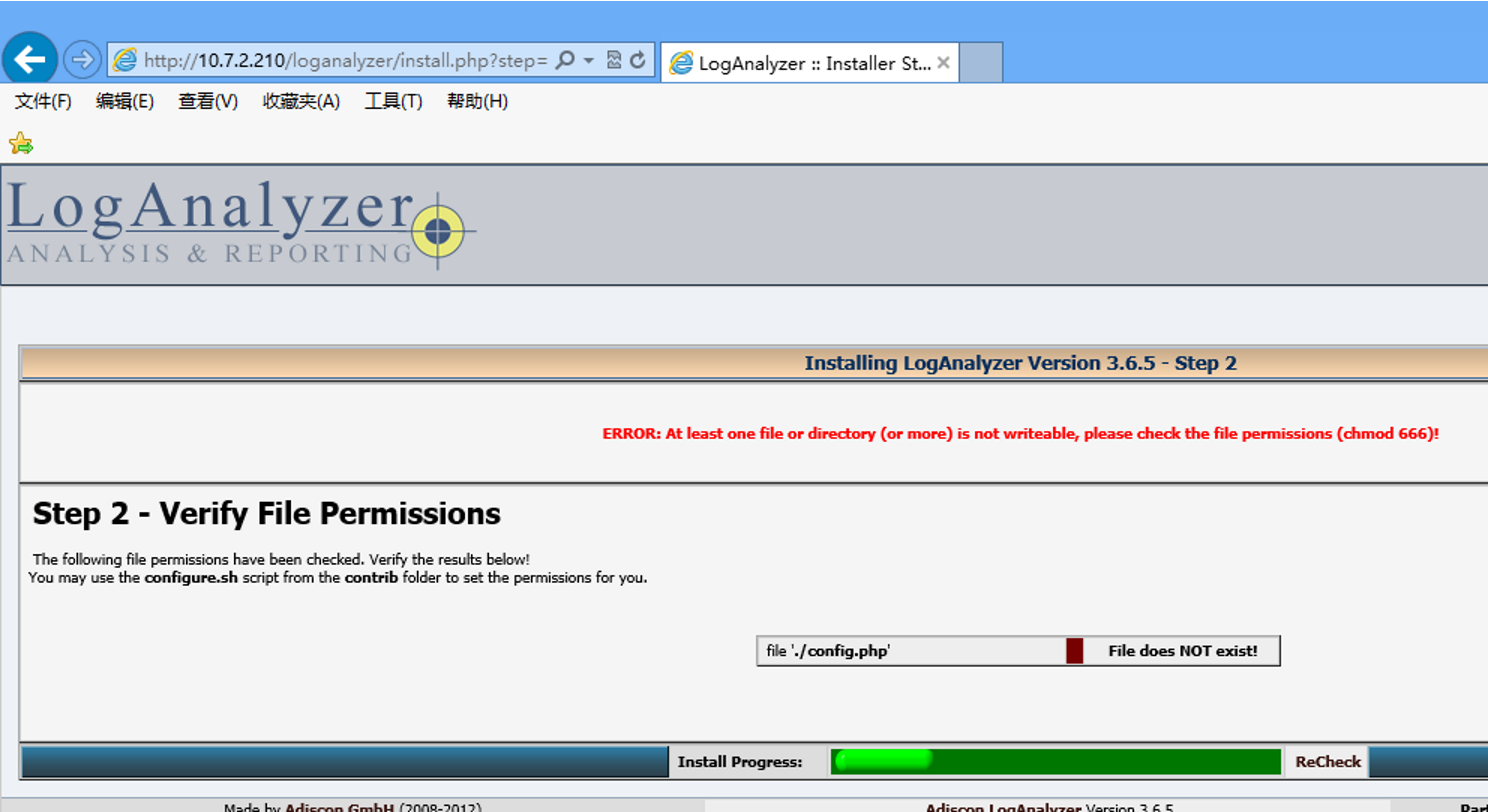 http://10.7.2.210/loganalyzer/install.php?step=
LogAnalyzer :: Installer St...
文件(F) 编辑(E) 查看(V) 收藏夹(A) 工具(T) 帮助(H)
LogAnalyzer
ANALYSIS & REPORTING
Installing LogAnalyzer Version 3.6.5 - Step 2
ERROR: At least one file or directory (or more) is not writeable, please check the file permissions (chmod 666)!
Step 2 - Verify File Permissions
The following file permissions have been checked. Verify the results below!
You may use the configure.sh script from the contrib folder to set the permissions for you.
file './config.php' File does NOT exist!
Install Progress: ReCheck
Made by Adiscon GmbH (2008-2012) Adiscon LogAnalyzer Version 3.6.5